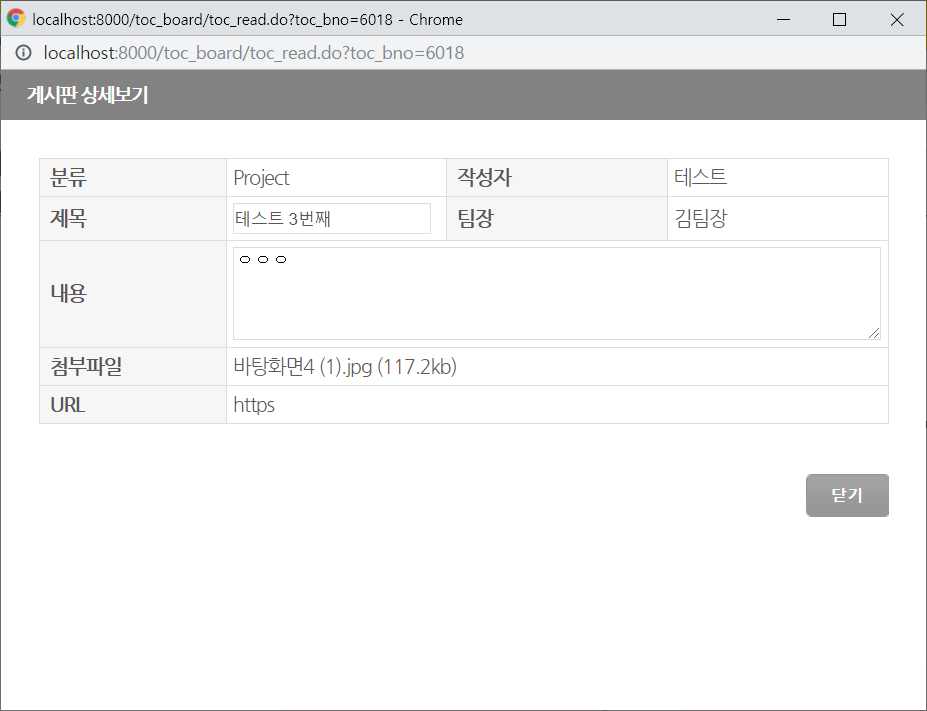 localhost:8000/toc_board/toc_read.do?toc_bno=6018 - Chrome
localhost:8000/toc_board/toc_read.do?toc_bno=6018
게시판 상세보기
분류 Project 작성자 테스트
제목 테스트 3번째 팀장 김팀장
내용 ㅇㅇㅇ
첨부파일 바탕화면4 (1).jpg (117.2kb)
URL https
닫기